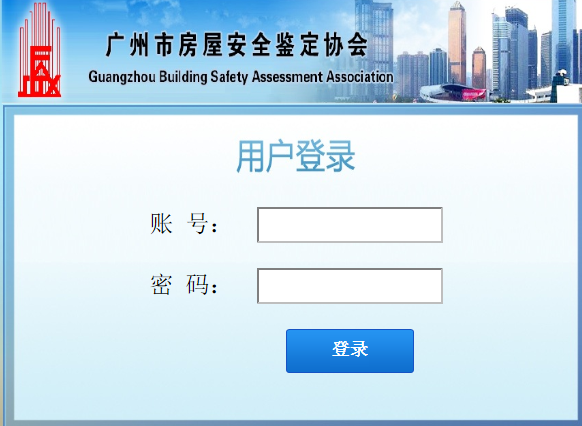 广州市房屋安全鉴定协会
Guangzhou Building Safety Assessment Association
用户登录
账 号：
密 码：
登录